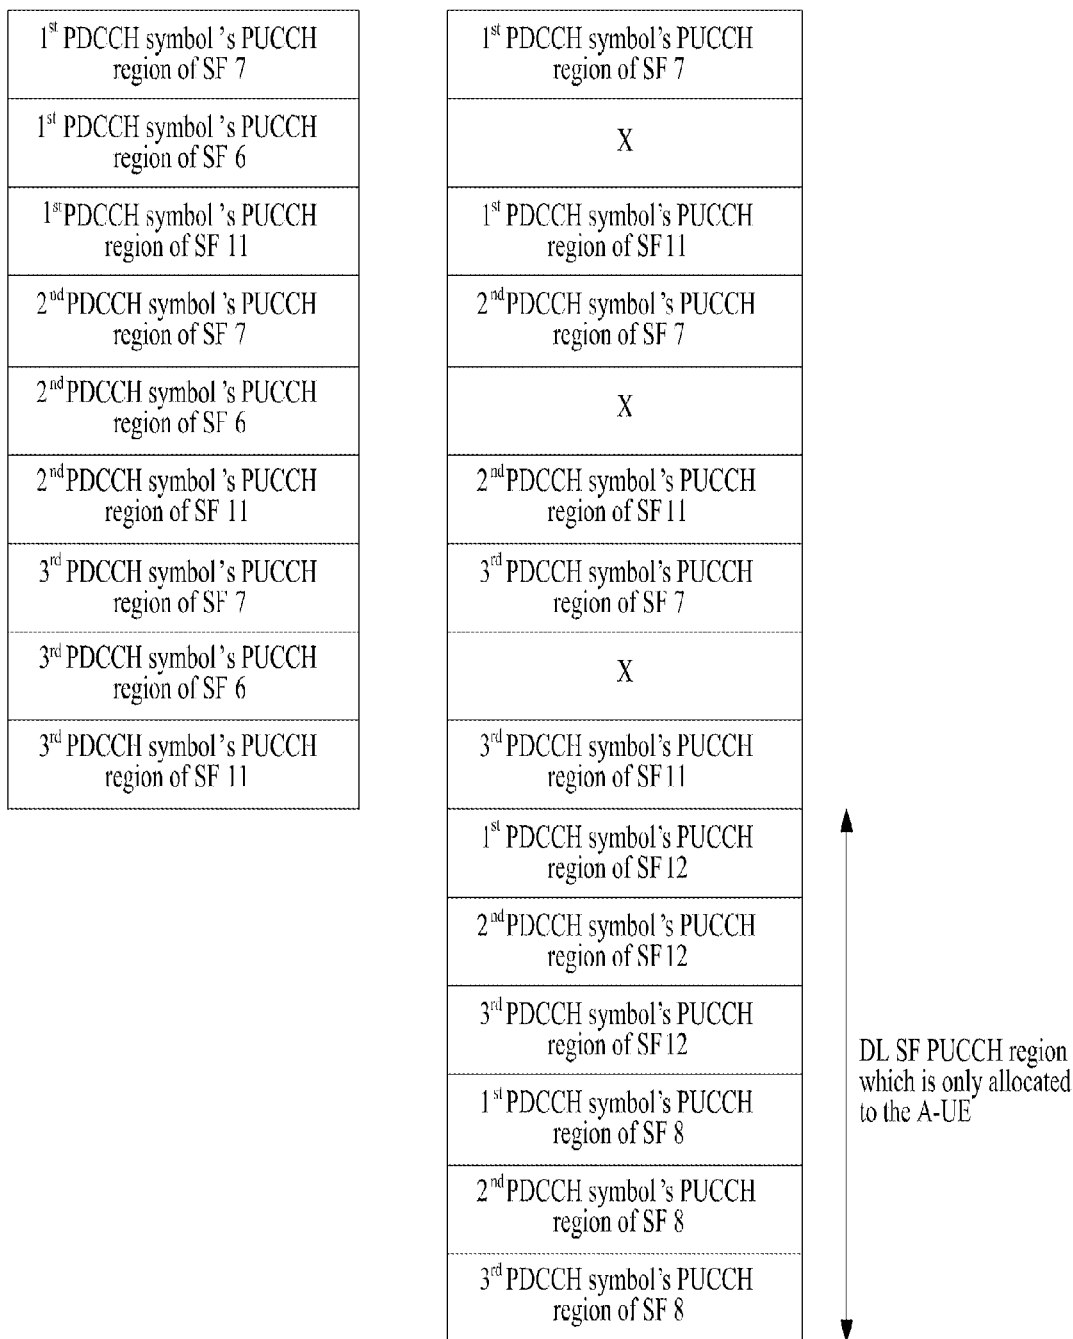 1st PDCCH symbol's PUCCH
region of SF 7
1st PDCCH symbol's PUCCH
region of SF 6
1st PDCCH symbol's PUCCH
region of SF 11
2nd PDCCH symbol's PUCCH
region of SF 7
2nd PDCCH symbol's PUCCH
region of SF 6
2nd PDCCH symbol's PUCCH
region of SF 11
3rd PDCCH symbol's PUCCH
region of SF 7
3rd PDCCH symbol's PUCCH
region of SF 6
3rd PDCCH symbol's PUCCH
region of SF 11
1st PDCCH symbol's PUCCH
region of SF 7
X
1st PDCCH symbol's PUCCH
region of SF 11
2nd PDCCH symbol's PUCCH
region of SF 7
X
2nd PDCCH symbol's PUCCH
region of SF 11
3rd PDCCH symbol's PUCCH
region of SF 7
X
3rd PDCCH symbol's PUCCH
region of SF 11
1st PDCCH symbol's PUCCH
region of SF 12
2nd PDCCH symbol's PUCCH
region of SF 12
3rd PDCCH symbol's PUCCH
region of SF 12
1st PDCCH symbol's PUCCH
region of SF 8
2nd PDCCH symbol's PUCCH
region of SF 8
3rd PDCCH symbol's PUCCH
region of SF 8
DL SF PUCCH region
which is only allocated
to the A-UE